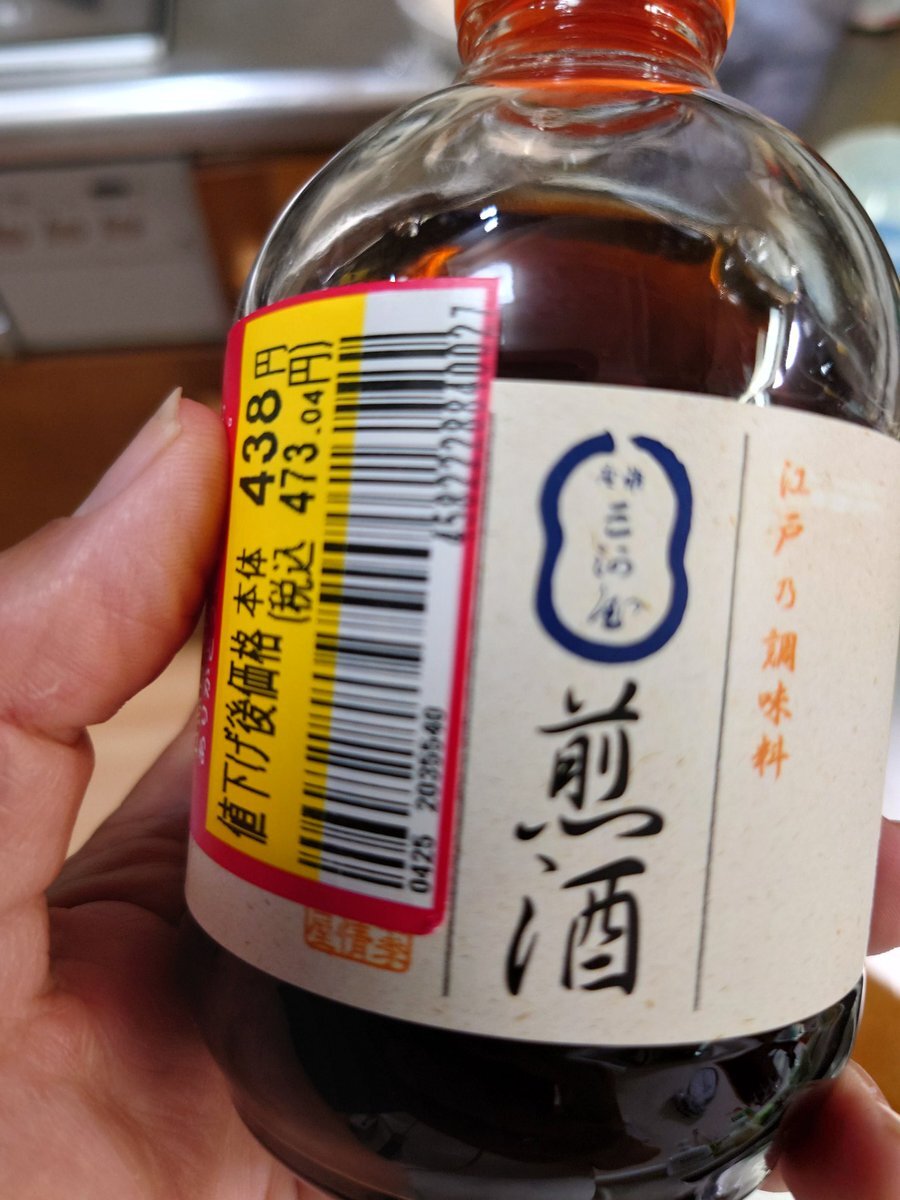 値下げ後価格 本体 438円
(税込 473.04円)
4582228840027
0425 2035540
三河屋
煎酒
江戸乃調味料